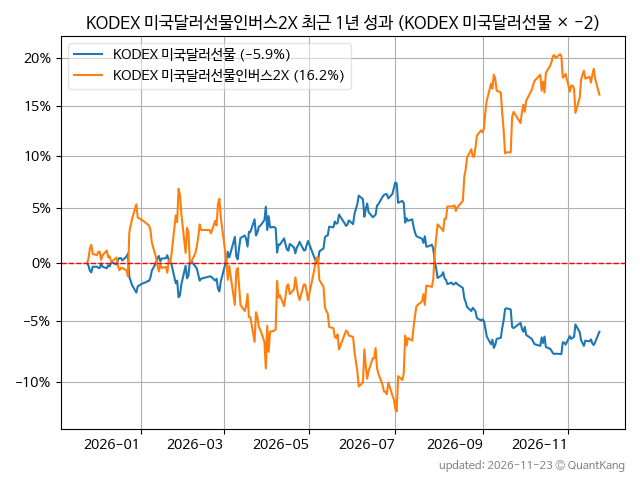 KODEX 미국달러선물인버스2X 최근 1년 성과 (KODEX 미국달러선물 × −2)
KODEX 미국달러선물 (−5.9%)
KODEX 미국달러선물인버스2X (16.2%)
20%
15%
10%
5%
0%
−5%
−10%
2026-01 2026-03 2026-05 2026-07 2026-09 2026-11
updated: 2026-11-23 © QuantKang